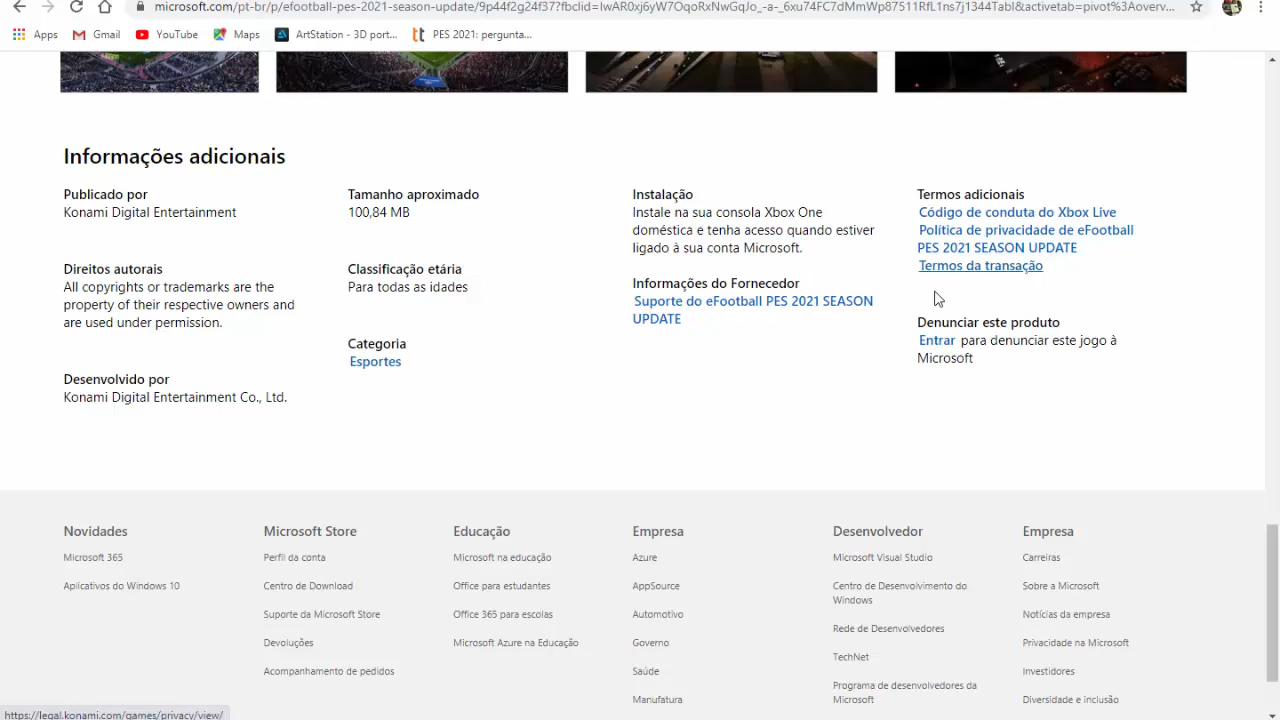 microsoft.com/pt-br/p/efootball-pes-2021-season-update/9p44f2g24f37?fbclid=IwAR0xj6yW7OqoRxNwGqJo_-a-_6xu74FC7dMmWp87511RfL1ns7j1344TabI&activetab=pivot%3Aoverv...
Apps Gmail YouTube Maps ArtStation - 3D port... PES 2021: pergunta...
Informações adicionais
Publicado por
Konami Digital Entertainment
Direitos autorais
All copyrights or trademarks are the
property of their respective owners and
are used under permission.
Desenvolvido por
Konami Digital Entertainment Co., Ltd.
Tamanho aproximado
100,84 MB
Classificação etária
Para todas as idades
Categoria
Esportes
Instalação
Instale na sua consola Xbox One
doméstica e tenha acesso quando estiver
ligado à sua conta Microsoft.
Informações do Fornecedor
Suporte do eFootball PES 2021 SEASON
UPDATE
Termos adicionais
Código de conduta do Xbox Live
Política de privacidade de eFootball
PES 2021 SEASON UPDATE
Termos da transação
Denunciar este produto
Entrar para denunciar este jogo à
Microsoft
Novidades
Microsoft 365
Aplicativos do Windows 10
Microsoft Store
Perfil da conta
Centro de Download
Suporte da Microsoft Store
Devoluções
Acompanhamento de pedidos
Educação
Microsoft na educação
Office para estudantes
Office 365 para escolas
Microsoft Azure na Educação
Empresa
Azure
AppSource
Automotivo
Governo
Saúde
Manufatura
Desenvolvedor
Microsoft Visual Studio
Centro de Desenvolvimento do
Windows
Rede de Desenvolvedores
TechNet
Programa de desenvolvedores da
Microsoft
Empresa
Carreiras
Sobre a Microsoft
Notícias da empresa
Privacidade na Microsoft
Investidores
Diversidade e inclusão
https://legal.konami.com/games/privacy/view/